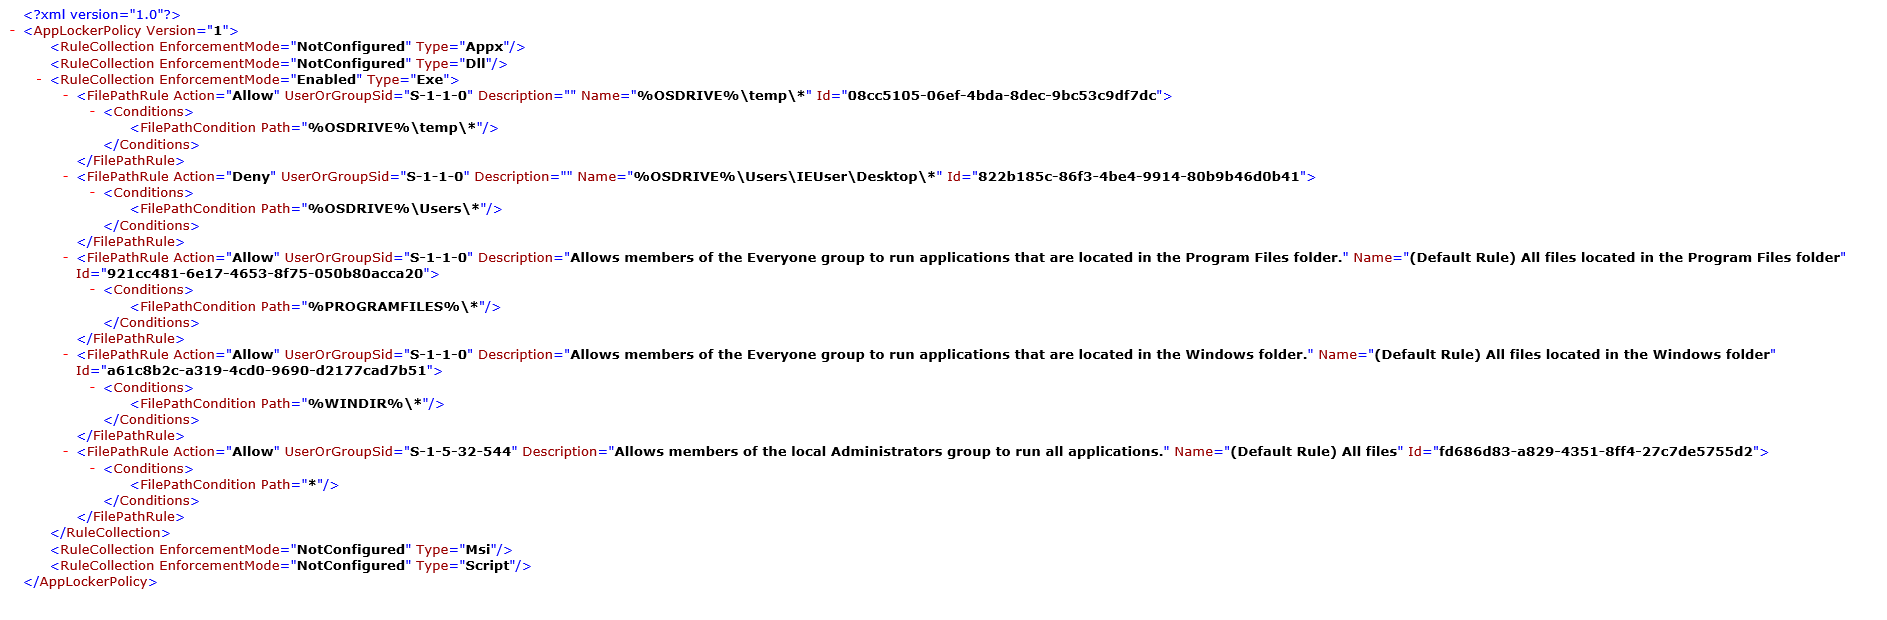 <?xml version="1.0"?>
- <AppLockerPolicy Version="1">
<RuleCollection EnforcementMode="NotConfigured" Type="Appx"/>
<RuleCollection EnforcementMode="NotConfigured" Type="Dll"/>
- <RuleCollection EnforcementMode="Enabled" Type="Exe">
- <FilePathRule Action="Allow" UserOrGroupSid="S-1-1-0" Description="" Name="%OSDRIVE%\temp\*" Id="08cc5105-06ef-4bda-8dec-9bc53c9df7dc">
- <Conditions>
<FilePathCondition Path="%OSDRIVE%\temp\*"/>
</Conditions>
</FilePathRule>
- <FilePathRule Action="Deny" UserOrGroupSid="S-1-1-0" Description="" Name="%OSDRIVE%\Users\IEUser\Desktop\*" Id="822b185c-86f3-4be4-9914-80b9b46d0b41">
- <Conditions>
<FilePathCondition Path="%OSDRIVE%\Users\*"/>
</Conditions>
</FilePathRule>
- <FilePathRule Action="Allow" UserOrGroupSid="S-1-1-0" Description="Allows members of the Everyone group to run applications that are located in the Program Files folder." Name="(Default Rule) All files located in the Program Files folder"
Id="921cc481-6e17-4653-8f75-050b80acca20">
- <Conditions>
<FilePathCondition Path="%PROGRAMFILES%\*"/>
</Conditions>
</FilePathRule>
- <FilePathRule Action="Allow" UserOrGroupSid="S-1-1-0" Description="Allows members of the Everyone group to run applications that are located in the Windows folder." Name="(Default Rule) All files located in the Windows folder"
Id="a61c8b2c-a319-4cd0-9690-d2177cad7b51">
- <Conditions>
<FilePathCondition Path="%WINDIR%\*"/>
</Conditions>
</FilePathRule>
- <FilePathRule Action="Allow" UserOrGroupSid="S-1-5-32-544" Description="Allows members of the local Administrators group to run all applications." Name="(Default Rule) All files" Id="fd686d83-a829-4351-8ff4-27c7de5755d2">
- <Conditions>
<FilePathCondition Path="*"/>
</Conditions>
</FilePathRule>
</RuleCollection>
<RuleCollection EnforcementMode="NotConfigured" Type="Msi"/>
<RuleCollection EnforcementMode="NotConfigured" Type="Script"/>
</AppLockerPolicy>